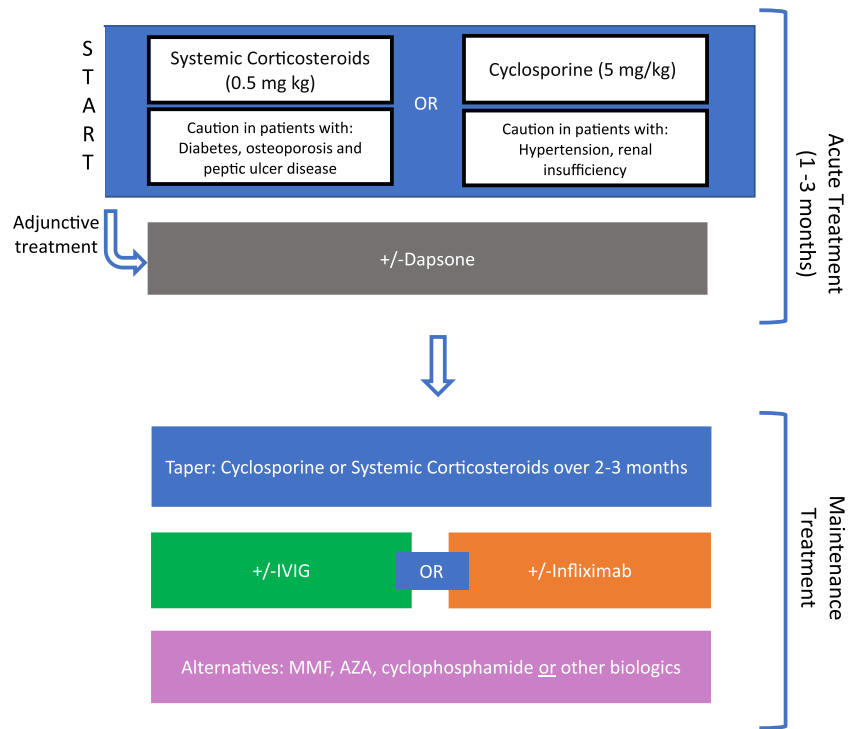 START
Systemic Corticosteroids
(0.5 mg kg)
OR
Cyclosporine (5 mg/kg)
Caution in patients with:
Diabetes, osteoporosis and
peptic ulcer disease
Caution in patients with:
Hypertension, renal
insufficiency
Acute Treatment
(1 -3 months)
Adjunctive
treatment
+/-Dapsone
Taper: Cyclosporine or Systemic Corticosteroids over 2-3 months
+/-IVIG
OR
+/-Infliximab
Alternatives: MMF, AZA, cyclophosphamide or other biologics
Maintenance
Treatment